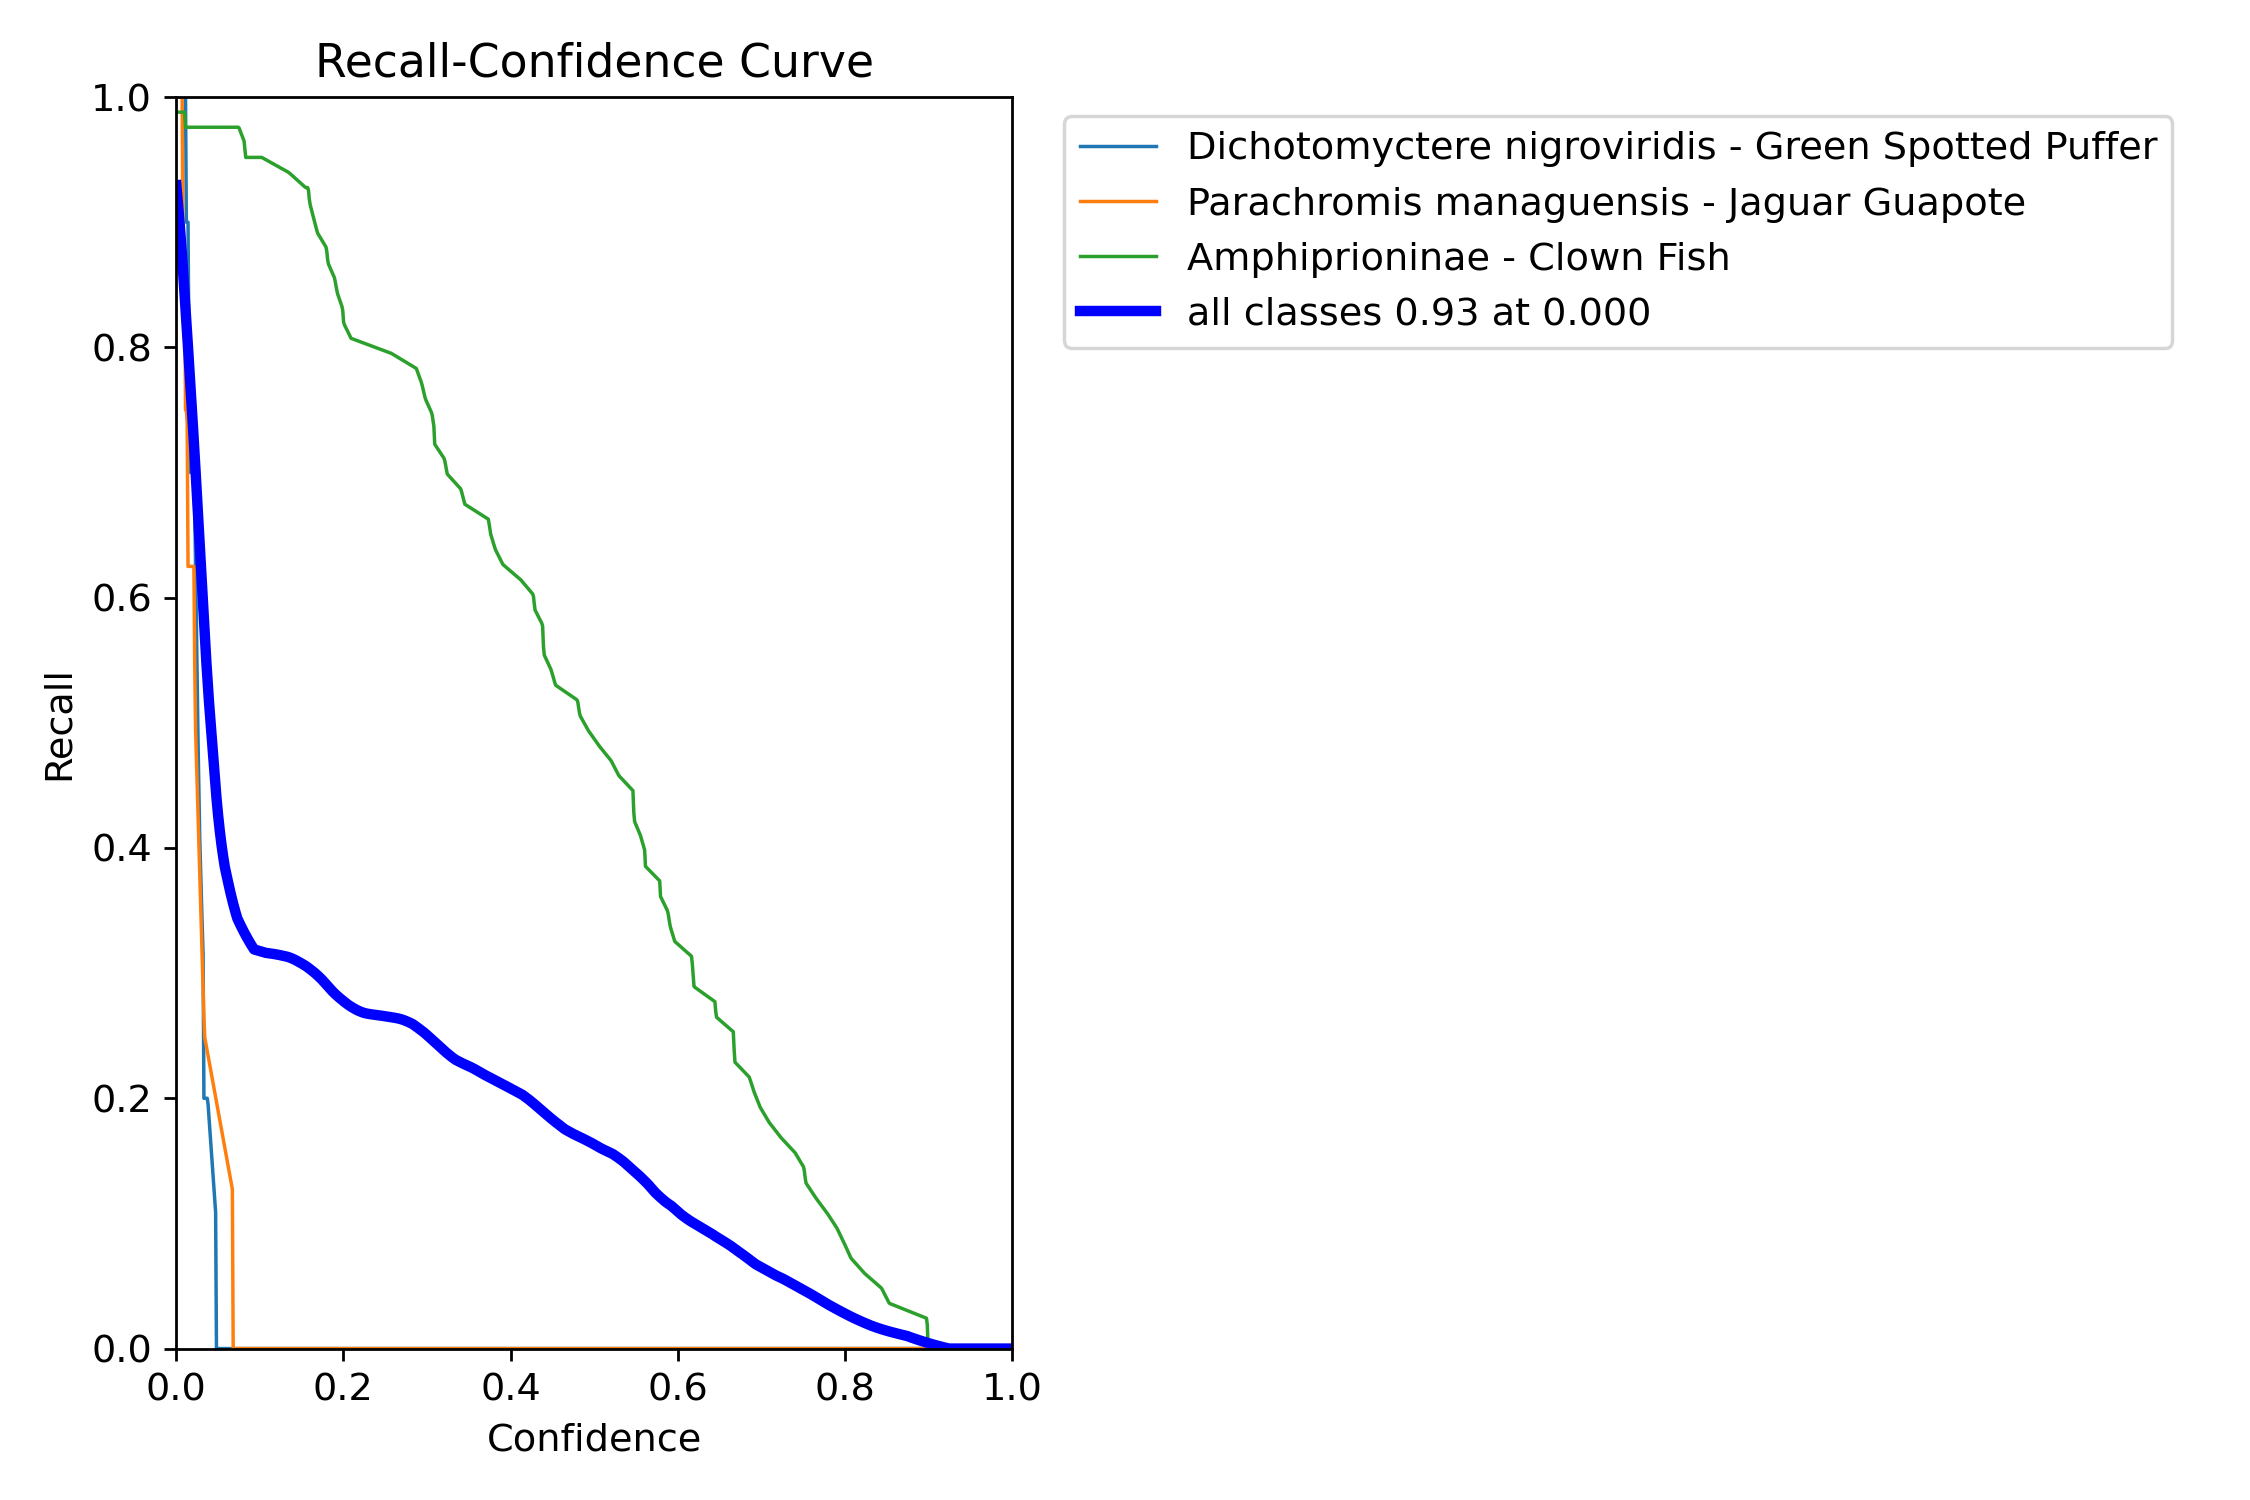 Recall-Confidence Curve
1.0
0.8
0.6
0.4
0.2
0.0
Recall
0.0 0.2 0.4 0.6 0.8 1.0
Confidence
Dichotomyctere nigroviridis - Green Spotted Puffer
Parachromis managuensis - Jaguar Guapote
Amphiprioninae - Clown Fish
all classes 0.93 at 0.000